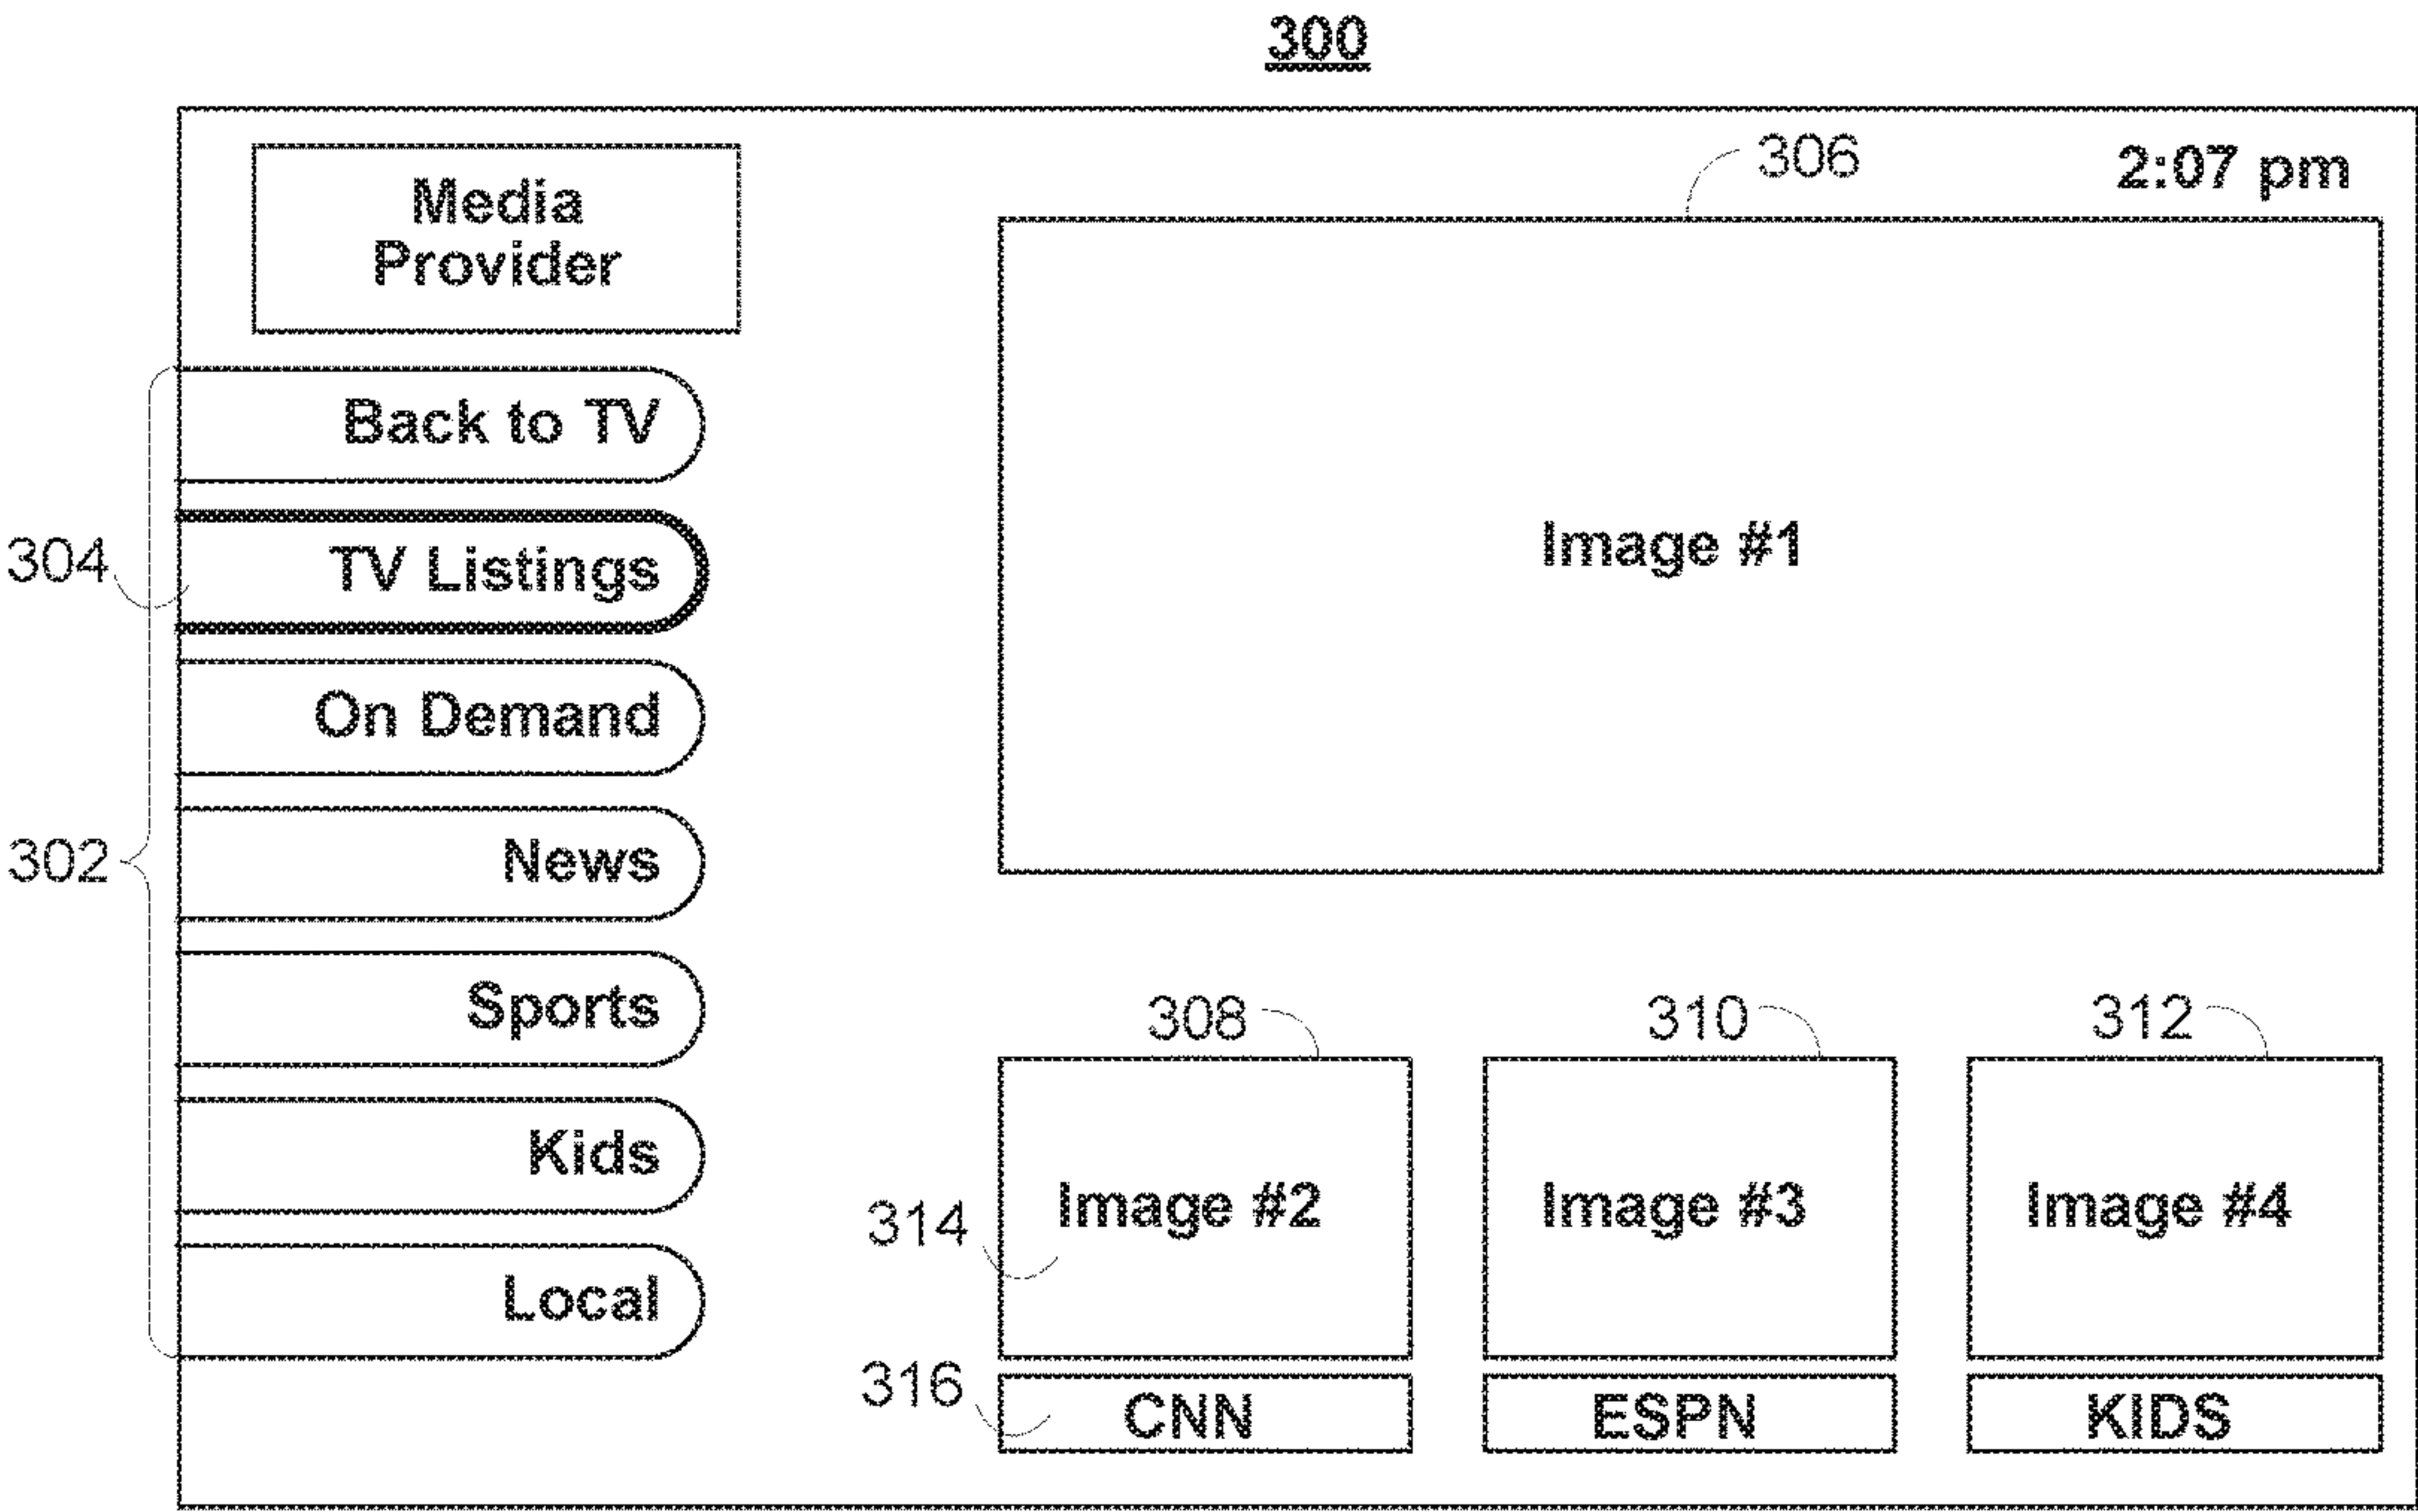 300
306
2:07 pm
Media
Provider
Back to TV
304
TV Listings
Image #1
On Demand
302
News
Sports
308
310
312
Kids
314
Image #2
Image #3
Image #4
Local
316
CNN
ESPN
KIDS